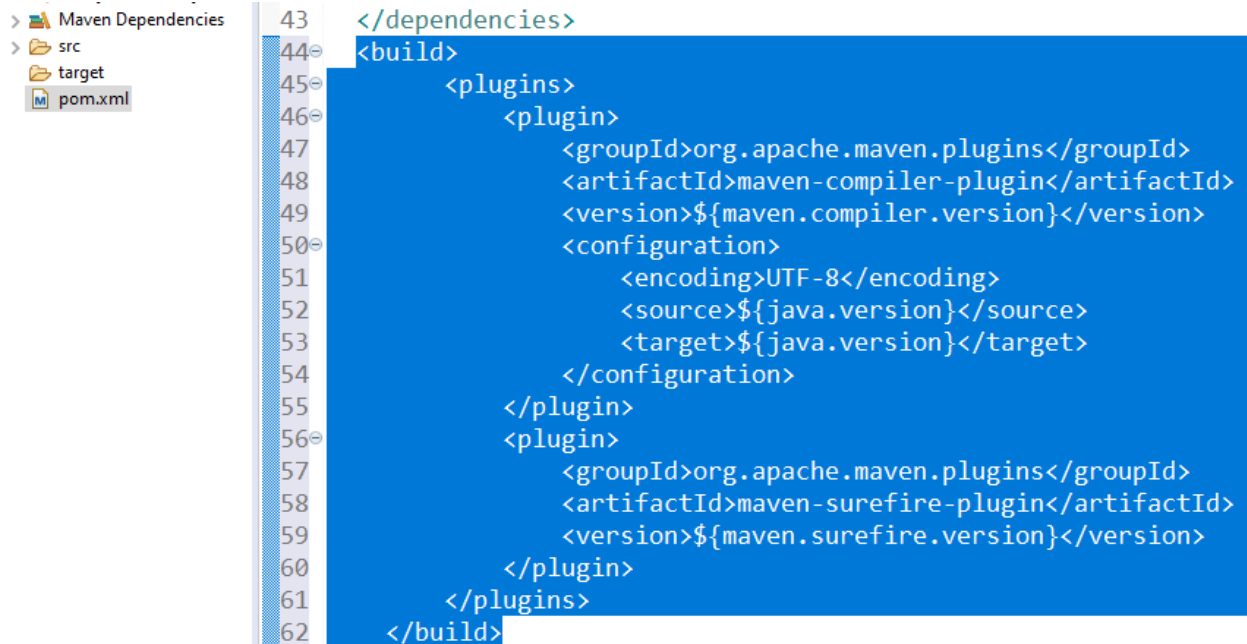 Maven Dependencies
src
target
pom.xml
43 </dependencies>
44 <build>
45 <plugins>
46 <plugin>
47 <groupId>org.apache.maven.plugins</groupId>
48 <artifactId>maven-compiler-plugin</artifactId>
49 <version>${maven.compiler.version}</version>
50 <configuration>
51 <encoding>UTF-8</encoding>
52 <source>${java.version}</source>
53 <target>${java.version}</target>
54 </configuration>
55 </plugin>
56 <plugin>
57 <groupId>org.apache.maven.plugins</groupId>
58 <artifactId>maven-surefire-plugin</artifactId>
59 <version>${maven.surefire.version}</version>
60 </plugin>
61 </plugins>
62 </build>